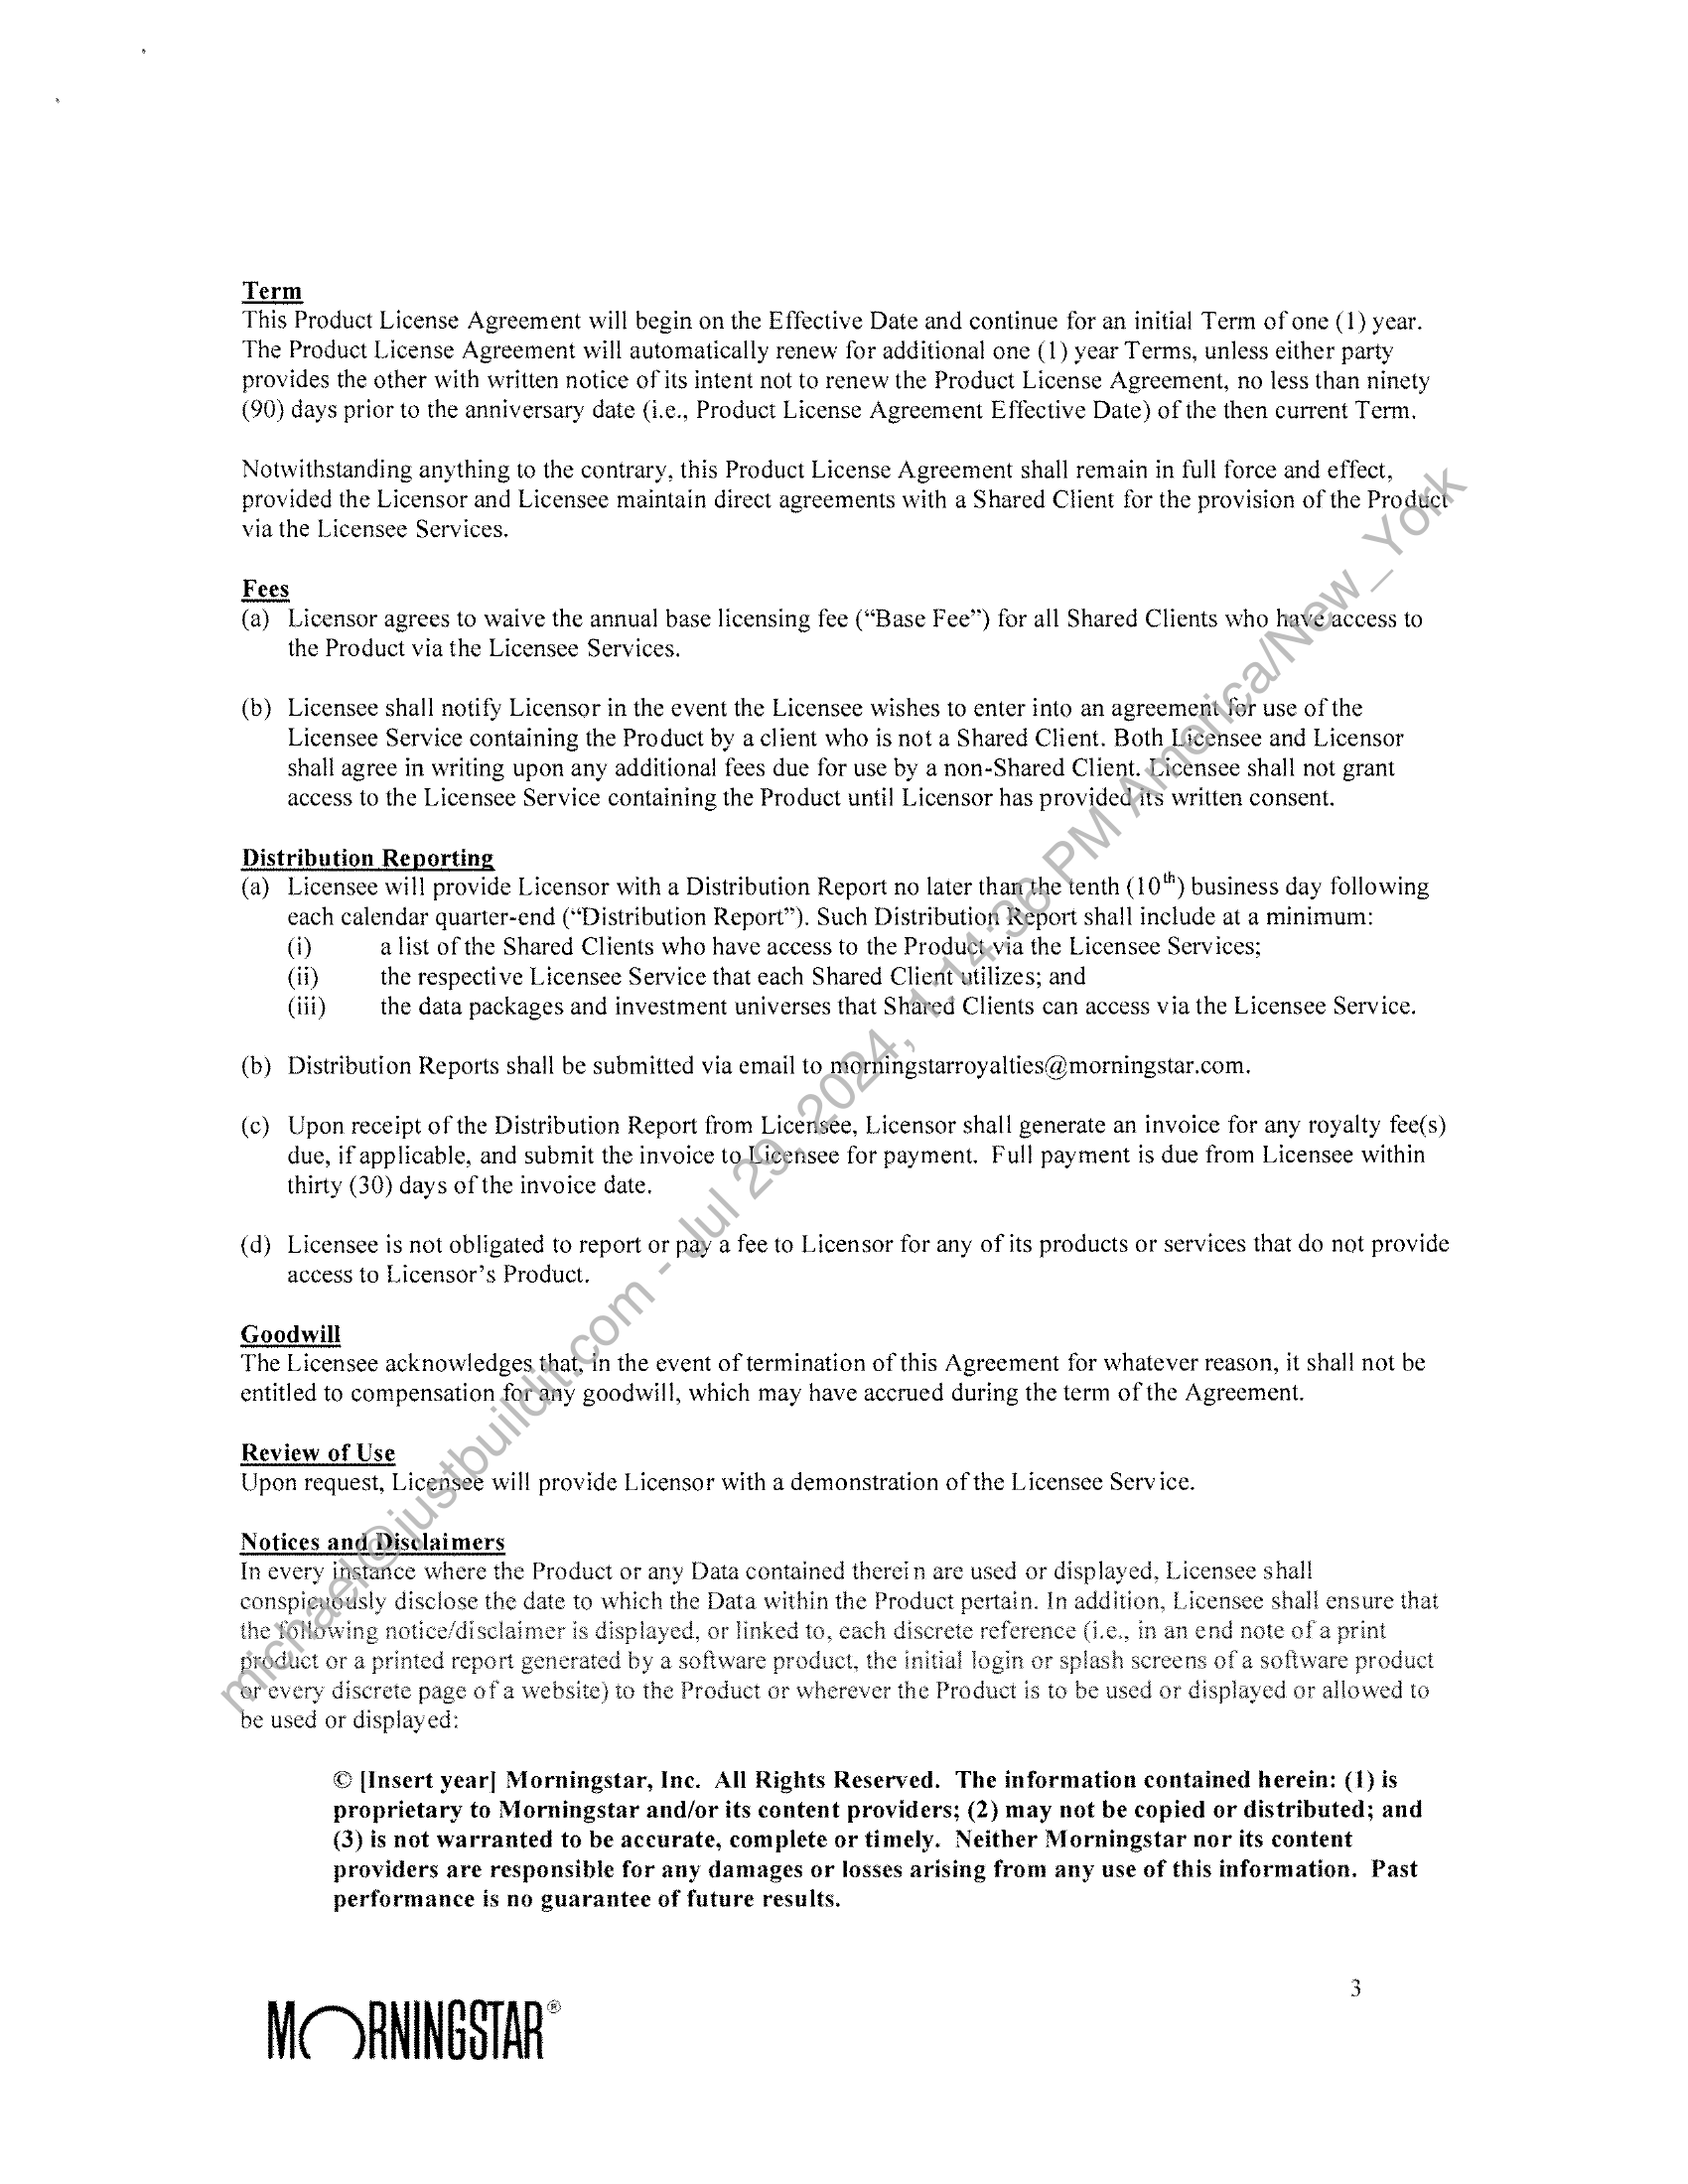 Term
This Product License Agreement will begin on the Effective Date and continue for an initial Term of one (1) year.
The Product License Agreement will automatically renew for additional one (1) year Terms, unless either party
provides the other with written notice of its intent not to renew the Product License Agreement, no less than ninety
(90) days prior to the anniversary date (i.e., Product License Agreement Effective Date) of the then current Term.
Notwithstanding anything to the contrary, this Product License Agreement shall remain in full force and effect,
provided the Licensor and Licensee maintain direct agreements with a Shared Client for the provision of the Product
via the Licensee Services.
Fees
(a) Licensor agrees to waive the annual base licensing fee (“Base Fee”) for all Shared Clients who have access to
the Product via the Licensee Services.
(b) Licensee shall notify Licensor in the event the Licensee wishes to enter into an agreement for use of the
Licensee Service containing the Product by a client who is not a Shared Client. Both Licensee and Licensor
shall agree in writing upon any additional fees due for use by a non-Shared Client. Licensee shall not grant
access to the Licensee Service containing the Product until Licensor has provided its written consent.
Distribution Reporting
(a) Licensee will provide Licensor with a Distribution Report no later than the tenth (10th) business day following
each calendar quarter-end (“Distribution Report”). Such Distribution Report shall include at a minimum:
(i) a list of the Shared Clients who have access to the Product via the Licensee Services;
(ii) the respective Licensee Service that each Shared Client utilizes; and
(iii) the data packages and investment universes that Shared Clients can access via the Licensee Service.
(b) Distribution Reports shall be submitted via email to morningstarroyalties@morningstar.com.
(c) Upon receipt of the Distribution Report from Licensee, Licensor shall generate an invoice for any royalty fee(s)
due, if applicable, and submit the invoice to Licensee for payment. Full payment is due from Licensee within
thirty (30) days of the invoice date.
(d) Licensee is not obligated to report or pay a fee to Licensor for any of its products or services that do not provide
access to Licensor’s Product.
Goodwill
The Licensee acknowledges that, in the event of termination of this Agreement for whatever reason, it shall not be
entitled to compensation for any goodwill, which may have accrued during the term of the Agreement.
Review of Use
Upon request, Licensee will provide Licensor with a demonstration of the Licensee Service.
Notices and Disclaimers
In every instance where the Product or any Data contained therein are used or displayed, Licensee shall
conspicuously disclose the date to which the Data within the Product pertain. In addition, Licensee shall ensure that
the following notice/disclaimer is displayed, or linked to, each discrete reference (i.e., in an end note of a print
product or a printed report generated by a software product, the initial login or splash screens of a software product
or every discrete page of a website) to the Product or wherever the Product is to be used or displayed or allowed to
be used or displayed:
© [Insert year] Morningstar, Inc. All Rights Reserved. The information contained herein: (1) is
proprietary to Morningstar and/or its content providers; (2) may not be copied or distributed; and
(3) is not warranted to be accurate, complete or timely. Neither Morningstar nor its content
providers are responsible for any damages or losses arising from any use of this information. Past
performance is no guarantee of future results.
3
MORNINGSTAR®
michael@justbuildit.com - Jul 29, 2024, 1:14:36 PM America/New_York